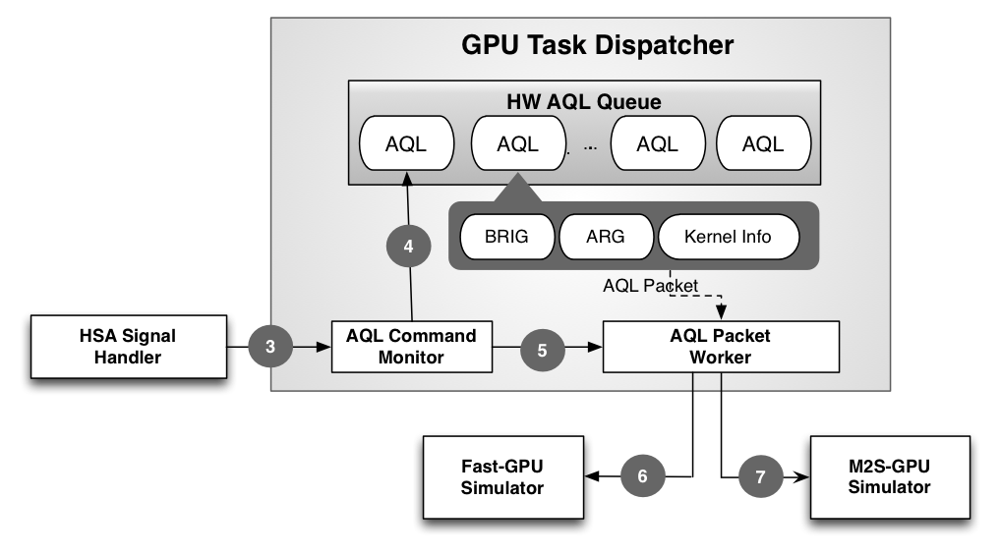 GPU Task Dispatcher
HW AQL Queue
AQL AQL . ... AQL AQL
4
BRIG ARG Kernel Info
AQL Packet
HSA Signal
Handler
3
AQL Command
Monitor
5
AQL Packet
Worker
Fast-GPU
Simulator
6
7
M2S-GPU
Simulator